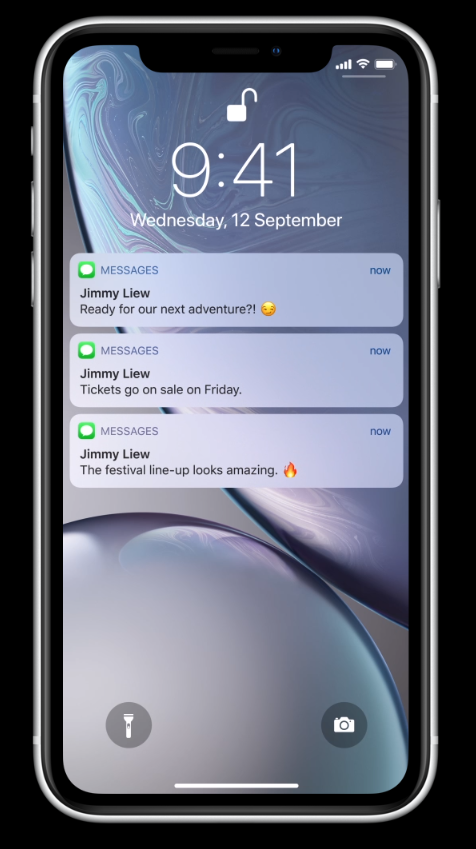 9:41
Wednesday, 12 September
MESSAGES now
Jimmy Liew
Ready for our next adventure?! 😏
MESSAGES now
Jimmy Liew
Tickets go on sale on Friday.
MESSAGES now
Jimmy Liew
The festival line-up looks amazing. 🔥